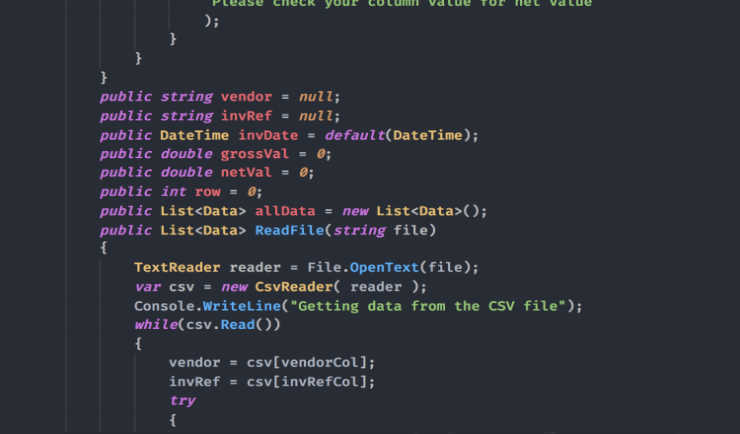 "Please check your column value for net value"
);
}
}
}
public string vendor = null;
public string invRef = null;
public DateTime invDate = default(DateTime);
public double grossVal = 0;
public double netVal = 0;
public int row = 0;
public List<Data> allData = new List<Data>();
public List<Data> ReadFile(string file)
{
TextReader reader = File.OpenText(file);
var csv = new CsvReader( reader );
Console.WriteLine("Getting data from the CSV file");
while(csv.Read())
{
vendor = csv[vendorCol];
invRef = csv[invRefCol];
try
{